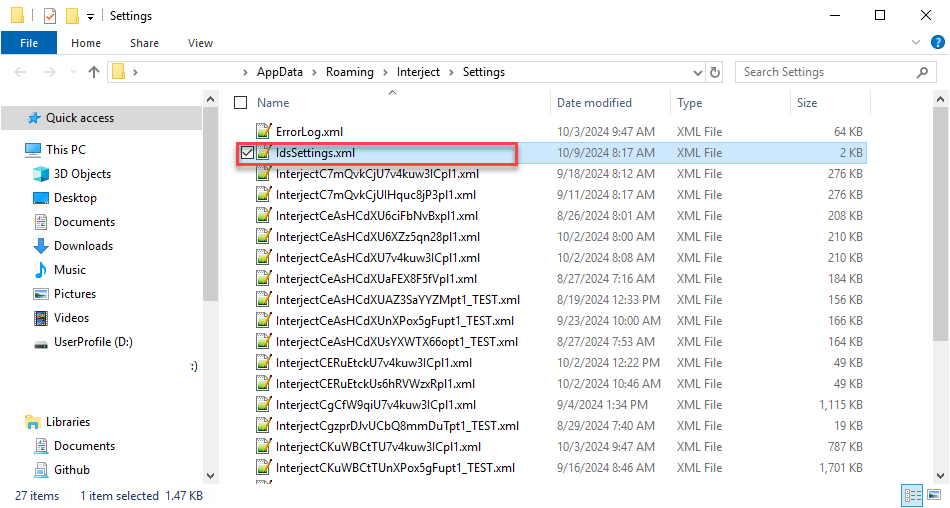 Settings
File Home Share View
AppData Roaming Interject Settings Search Settings
Name Date modified Type Size
Quick access
This PC
3D Objects
Desktop
Documents
Downloads
Music
Pictures
Videos
UserProfile (D:)
:)
Libraries
Documents
Github
ErrorLog.xml 10/3/2024 9:47 AM XML File 64 KB
IdsSettings.xml 10/9/2024 8:17 AM XML File 2 KB
InterjectC7mQvkCjU7v4kuw3lCpI1.xml 9/18/2024 8:12 AM XML File 276 KB
InterjectC7mQvkCjUlHquc8jP3pI1.xml 9/11/2024 8:17 AM XML File 276 KB
InterjectCeAsHCdXU6ciFbNvBxpI1.xml 8/26/2024 8:01 AM XML File 208 KB
InterjectCeAsHCdXU6XZz5qn28pI1.xml 10/2/2024 8:00 AM XML File 210 KB
InterjectCeAsHCdXU7v4kuw3lCpI1.xml 10/2/2024 8:08 AM XML File 210 KB
InterjectCeAsHCdXUaFEX8F5fVpI1.xml 8/27/2024 7:16 AM XML File 184 KB
InterjectCeAsHCdXUAZ3SaYYZMpt1_TEST.xml 8/19/2024 12:33 PM XML File 156 KB
InterjectCeAsHCdXUnXPox5gFupt1_TEST.xml 9/23/2024 10:00 AM XML File 166 KB
InterjectCeAsHCdXUsYXWTX66opt1_TEST.xml 8/27/2024 7:53 AM XML File 164 KB
InterjectCERuEtckU7v4kuw3lCpI1.xml 10/2/2024 12:22 PM XML File 49 KB
InterjectCERuEtckUs6hRVWzxRpI1.xml 10/2/2024 10:46 AM XML File 49 KB
InterjectCgCfW9qiU7v4kuw3lCpI1.xml 9/4/2024 1:34 PM XML File 1,115 KB
InterjectCgzprDJvUCbQ8mmDuTpt1_TEST.xml 8/29/2024 7:40 AM XML File 19 KB
InterjectCKuWBCtTU7v4kuw3lCpI1.xml 10/3/2024 9:47 AM XML File 787 KB
InterjectCKuWBCtTUnXPox5gFupt1_TEST.xml 9/16/2024 8:46 AM XML File 1,701 KB
27 items 1 item selected 1.47 KB